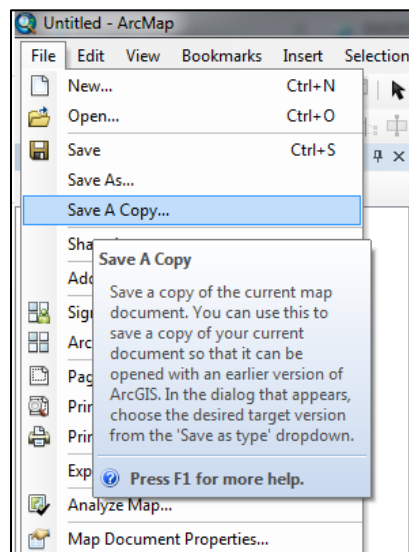 Untitled - ArcMap
File Edit View Bookmarks Insert Selection
New... Ctrl+N
Open... Ctrl+O
Save Ctrl+S
Save As...
Save A Copy...
Save A Copy
Save a copy of the current map
document. You can use this to
save a copy of your current
document so that it can be
opened with an earlier version of
ArcGIS. In the dialog that appears,
choose the desired target version
from the 'Save as type' dropdown.
Press F1 for more help.
Analyze Map...
Map Document Properties...